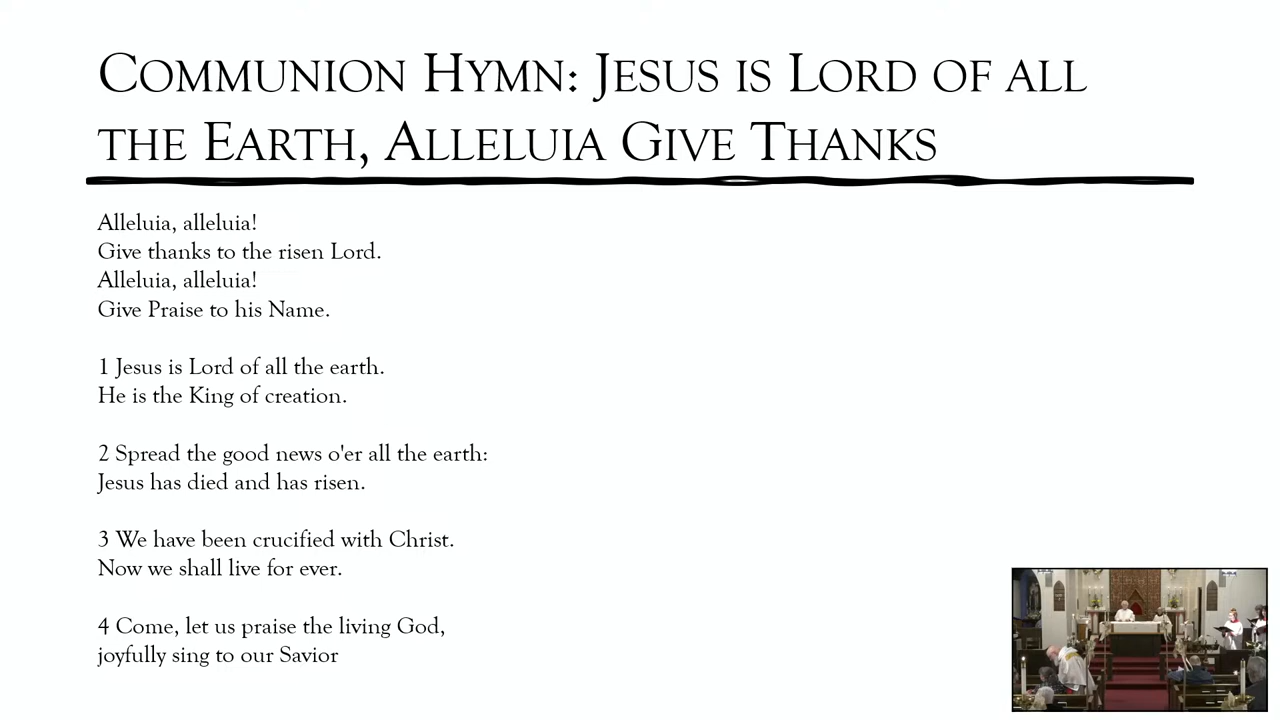 Communion Hymn: Jesus is Lord of all
the Earth, Alleluia Give Thanks
Alleluia, alleluia!
Give thanks to the risen Lord.
Alleluia, alleluia!
Give Praise to his Name.
1 Jesus is Lord of all the earth.
He is the King of creation.
2 Spread the good news o'er all the earth:
Jesus has died and has risen.
3 We have been crucified with Christ.
Now we shall live for ever.
4 Come, let us praise the living God,
joyfully sing to our Savior